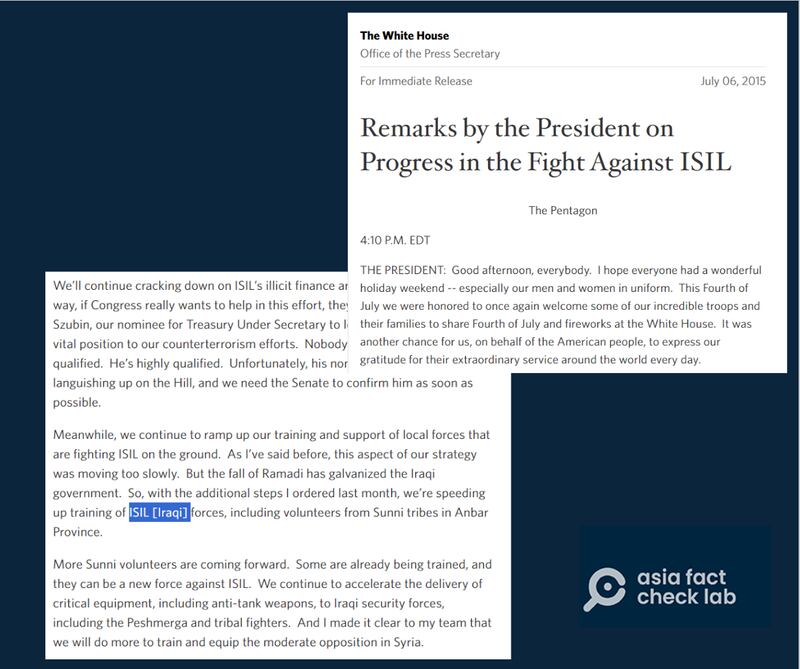 The White House
Office of the Press Secretary
For Immediate Release July 06, 2015
Remarks by the President on
Progress in the Fight Against ISIL
The Pentagon
4:10 P.M. EDT
THE PRESIDENT:  Good afternoon, everybody.  I hope everyone had a wonderful
holiday weekend -- especially our men and women in uniform.  This Fourth of
July we were honored to once again welcome some of our incredible troops and
their families to share Fourth of July and fireworks at the White House.  It was
another chance for us, on behalf of the American people, to express our
gratitude for their extraordinary service around the world every day.
We'll continue cracking down on ISIL's illicit finance
way, if Congress really wants to help in this effort,
Szubin, our nominee for Treasury Under Secretary to
vital position to our counterterrorism efforts.  Nobody
qualified.  He's highly qualified.  Unfortunately, his
languishing up on the Hill, and we need the Senate to confirm him as soon as
possible.
Meanwhile, we continue to ramp up our training and support of local forces that
are fighting ISIL on the ground.  As I've said before, this aspect of our strategy
was moving too slowly.  But the fall of Ramadi has galvanized the Iraqi
government.  So, with the additional steps I ordered last month, we're speeding
up training of ISIL [Iraqi] forces, including volunteers from Sunni tribes in Anbar
Province.
More Sunni volunteers are coming forward.  Some are already being trained, and
they can be a new force against ISIL.  We continue to accelerate the delivery of
critical equipment, including anti-tank weapons, to Iraqi security forces,
including the Peshmerga and tribal fighters.  And I made it clear to my team that
we will do more to train and equip the moderate opposition in Syria.
asia fact
check lab